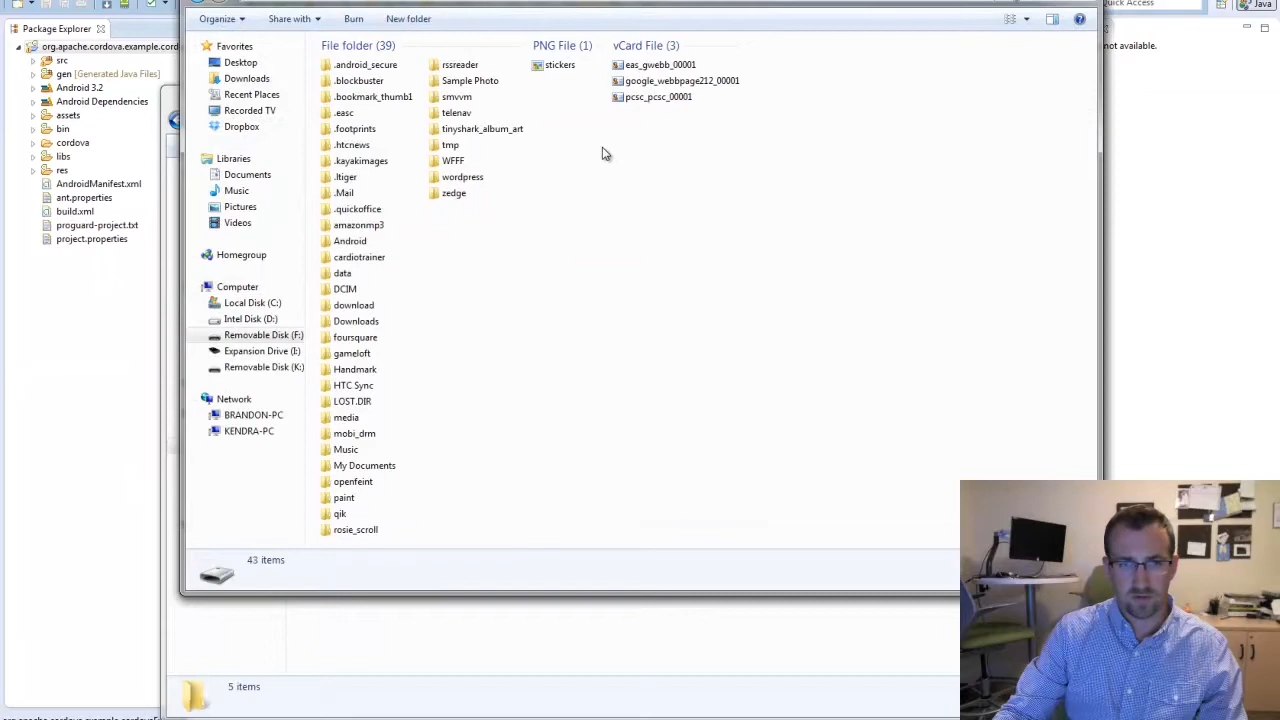 Organize
Share with
Burn
New folder
Quick Access
Java
Package Explorer
org.apache.cordova.example.cord
src
gen [Generated Java Files]
Android 3.2
Android Dependencies
assets
bin
cordova
libs
res
AndroidManifest.xml
ant.properties
build.xml
proguard-project.txt
project.properties
Favorites
Desktop
Downloads
Recent Places
Recorded TV
Dropbox
Libraries
Documents
Music
Pictures
Videos
Homegroup
Computer
Local Disk (C:)
Intel Disk (D:)
Removable Disk (F:)
Expansion Drive (I:)
Removable Disk (K:)
Network
BRANDON-PC
KENDRA-PC
File folder (39)
.android_secure
.blockbuster
.bookmark_thumb1
.easc
.footprints
.htcnews
.kayakimages
.ltiger
.Mail
.quickoffice
amazonmp3
Android
cardiotrainer
data
DCIM
download
Downloads
foursquare
gameloft
Handmark
HTC Sync
LOST.DIR
media
mobi_drm
Music
My Documents
openfeint
paint
qik
rosie_scroll
rssreader
Sample Photo
smvvm
telenav
tinyshark_album_art
tmp
WFFF
wordpress
zedge
PNG File (1)
stickers
vCard File (3)
eas_gwebb_00001
google_webbpage212_00001
pcsc_pcsc_00001
not available.
43 items
5 items